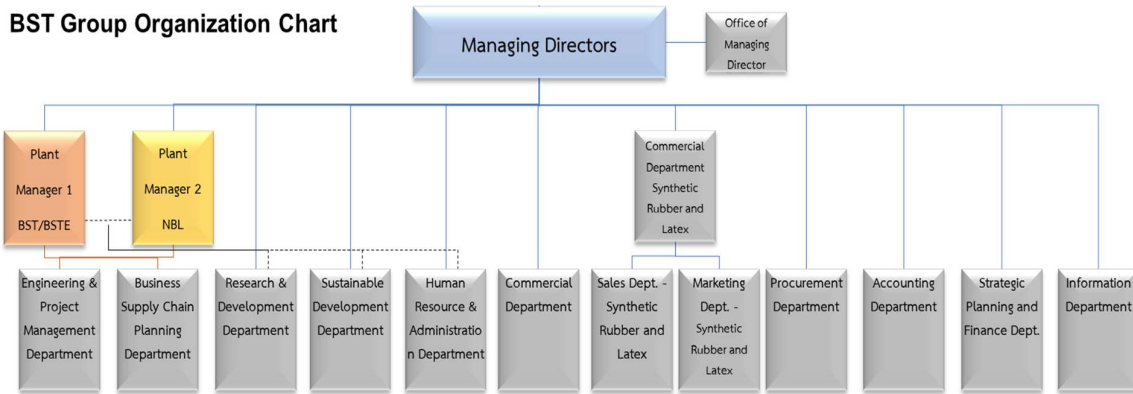 BST Group Organization Chart
Managing Directors
Office of
Managing
Director
Plant
Manager 1
BST/BSTE
Plant
Manager 2
NBL
Commercial
Department
Synthetic
Rubber and
Latex
Engineering &
Project
Management
Department
Business
Supply Chain
Planning
Department
Research &
Development
Department
Sustainable
Development
Department
Human
Resource &
Administratio
n Department
Commercial
Department
Sales Dept. -
Synthetic
Rubber and
Latex
Marketing
Dept. -
Synthetic
Rubber and
Latex
Procurement
Department
Accounting
Department
Strategic
Planning and
Finance Dept.
Information
Department